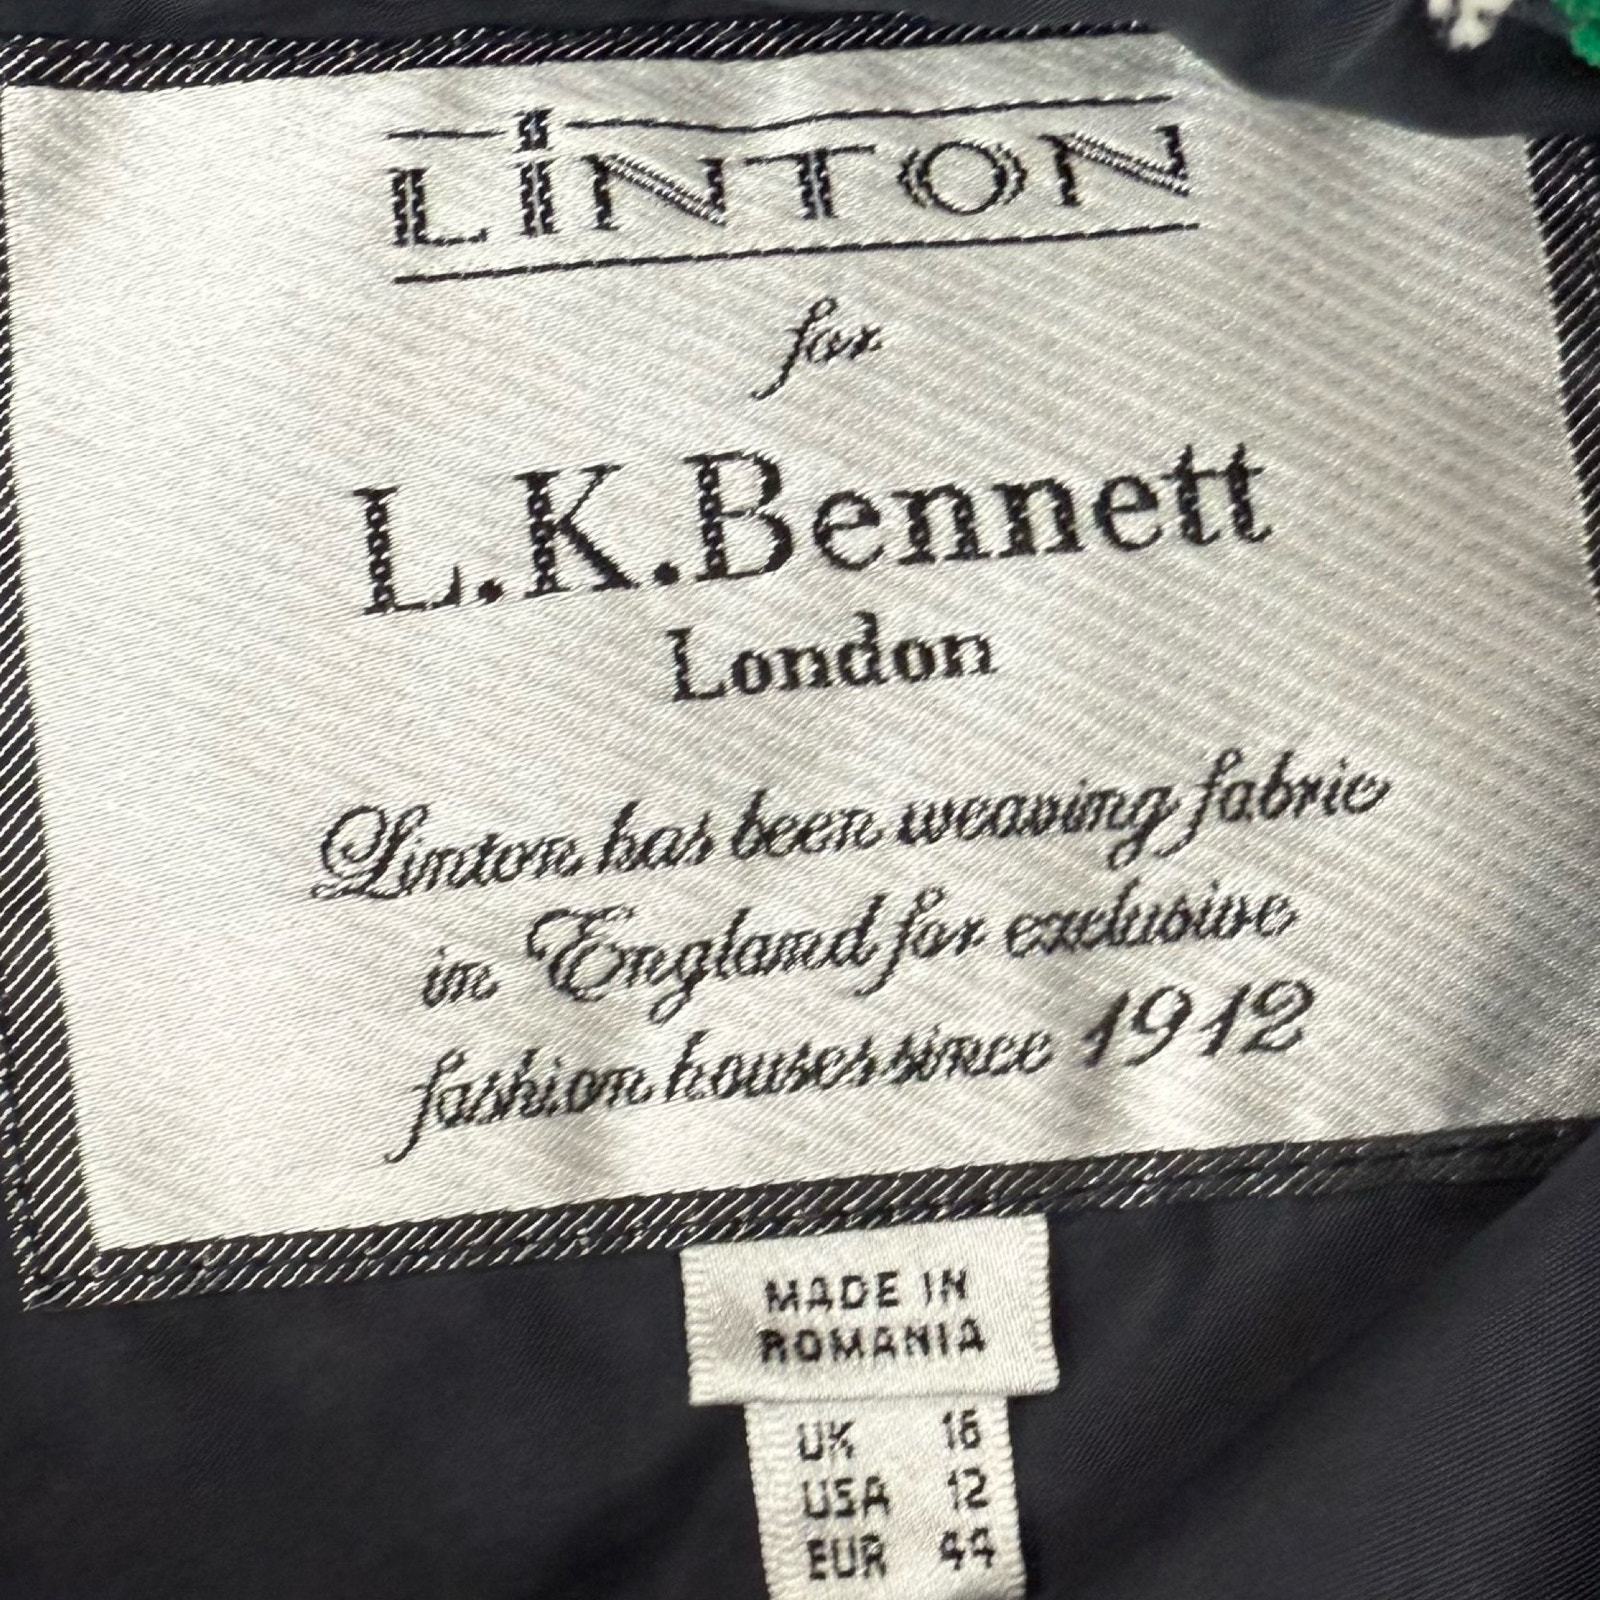 LINTON
for
L.K.Bennett
London
Linton has been weaving fabric
in England for exclusive
fashion houses since 1912
MADE IN
ROMANIA
UK 16
USA 12
EUR 44